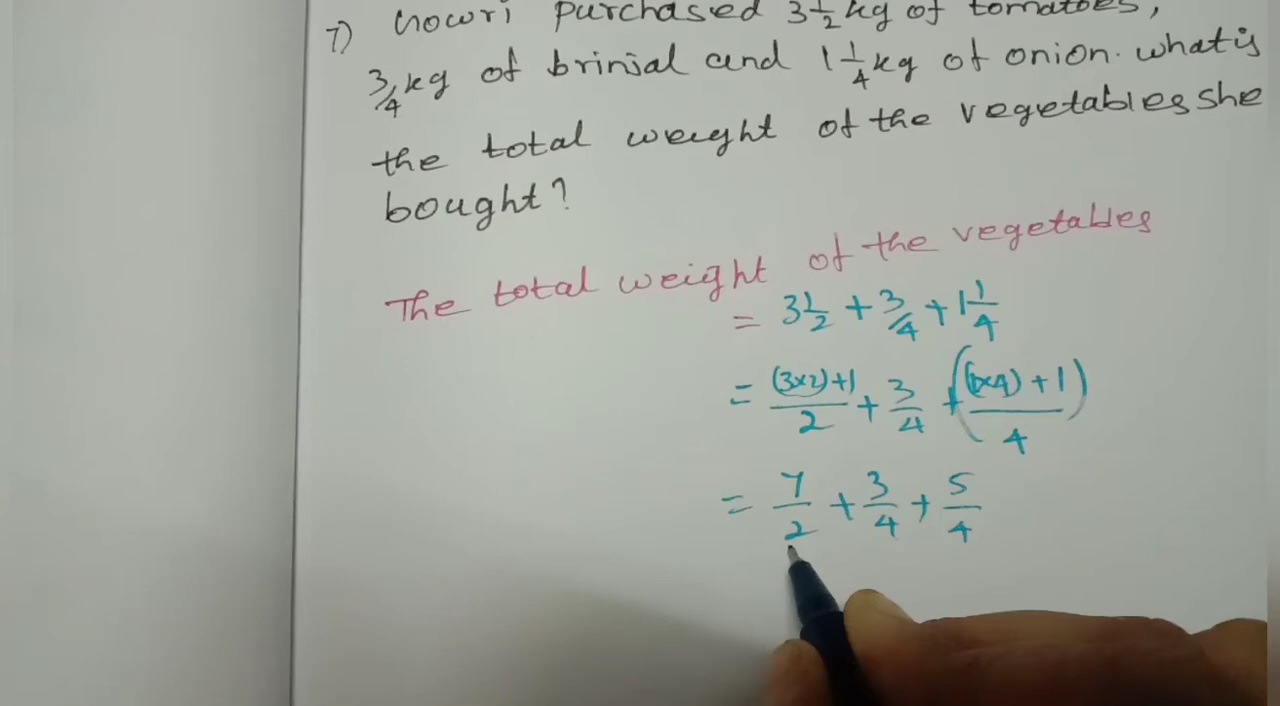 7) Gowri purchased 3 1/2 kg of tomatoes,
3/4 kg of brinjal and 1 1/4 kg of onion. what is
the total weight of the vegetables she
bought?
The total weight of the vegetables
= 3 1/2 + 3/4 + 1 1/4
= (3×2)+1/2 + 3/4 + ((1×4)+1/4)
= 7/2 + 3/4 + 5/4